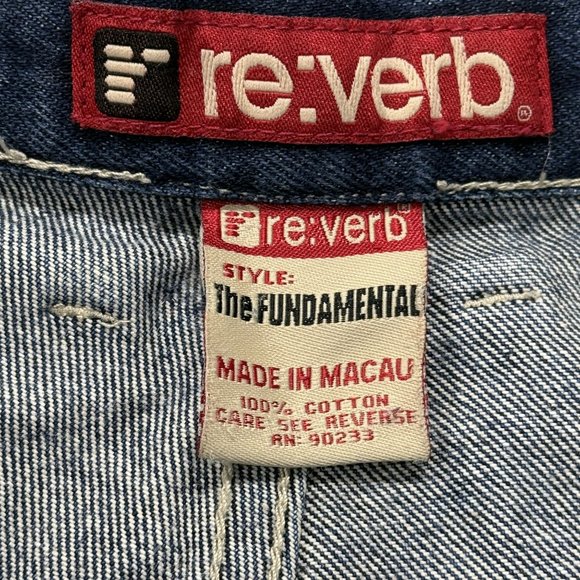 re:verb®
re:verb®
STYLE:
The FUNDAMENTAL
MADE IN MACAU
100% COTTON
CARE SEE REVERSE
RN: 90233